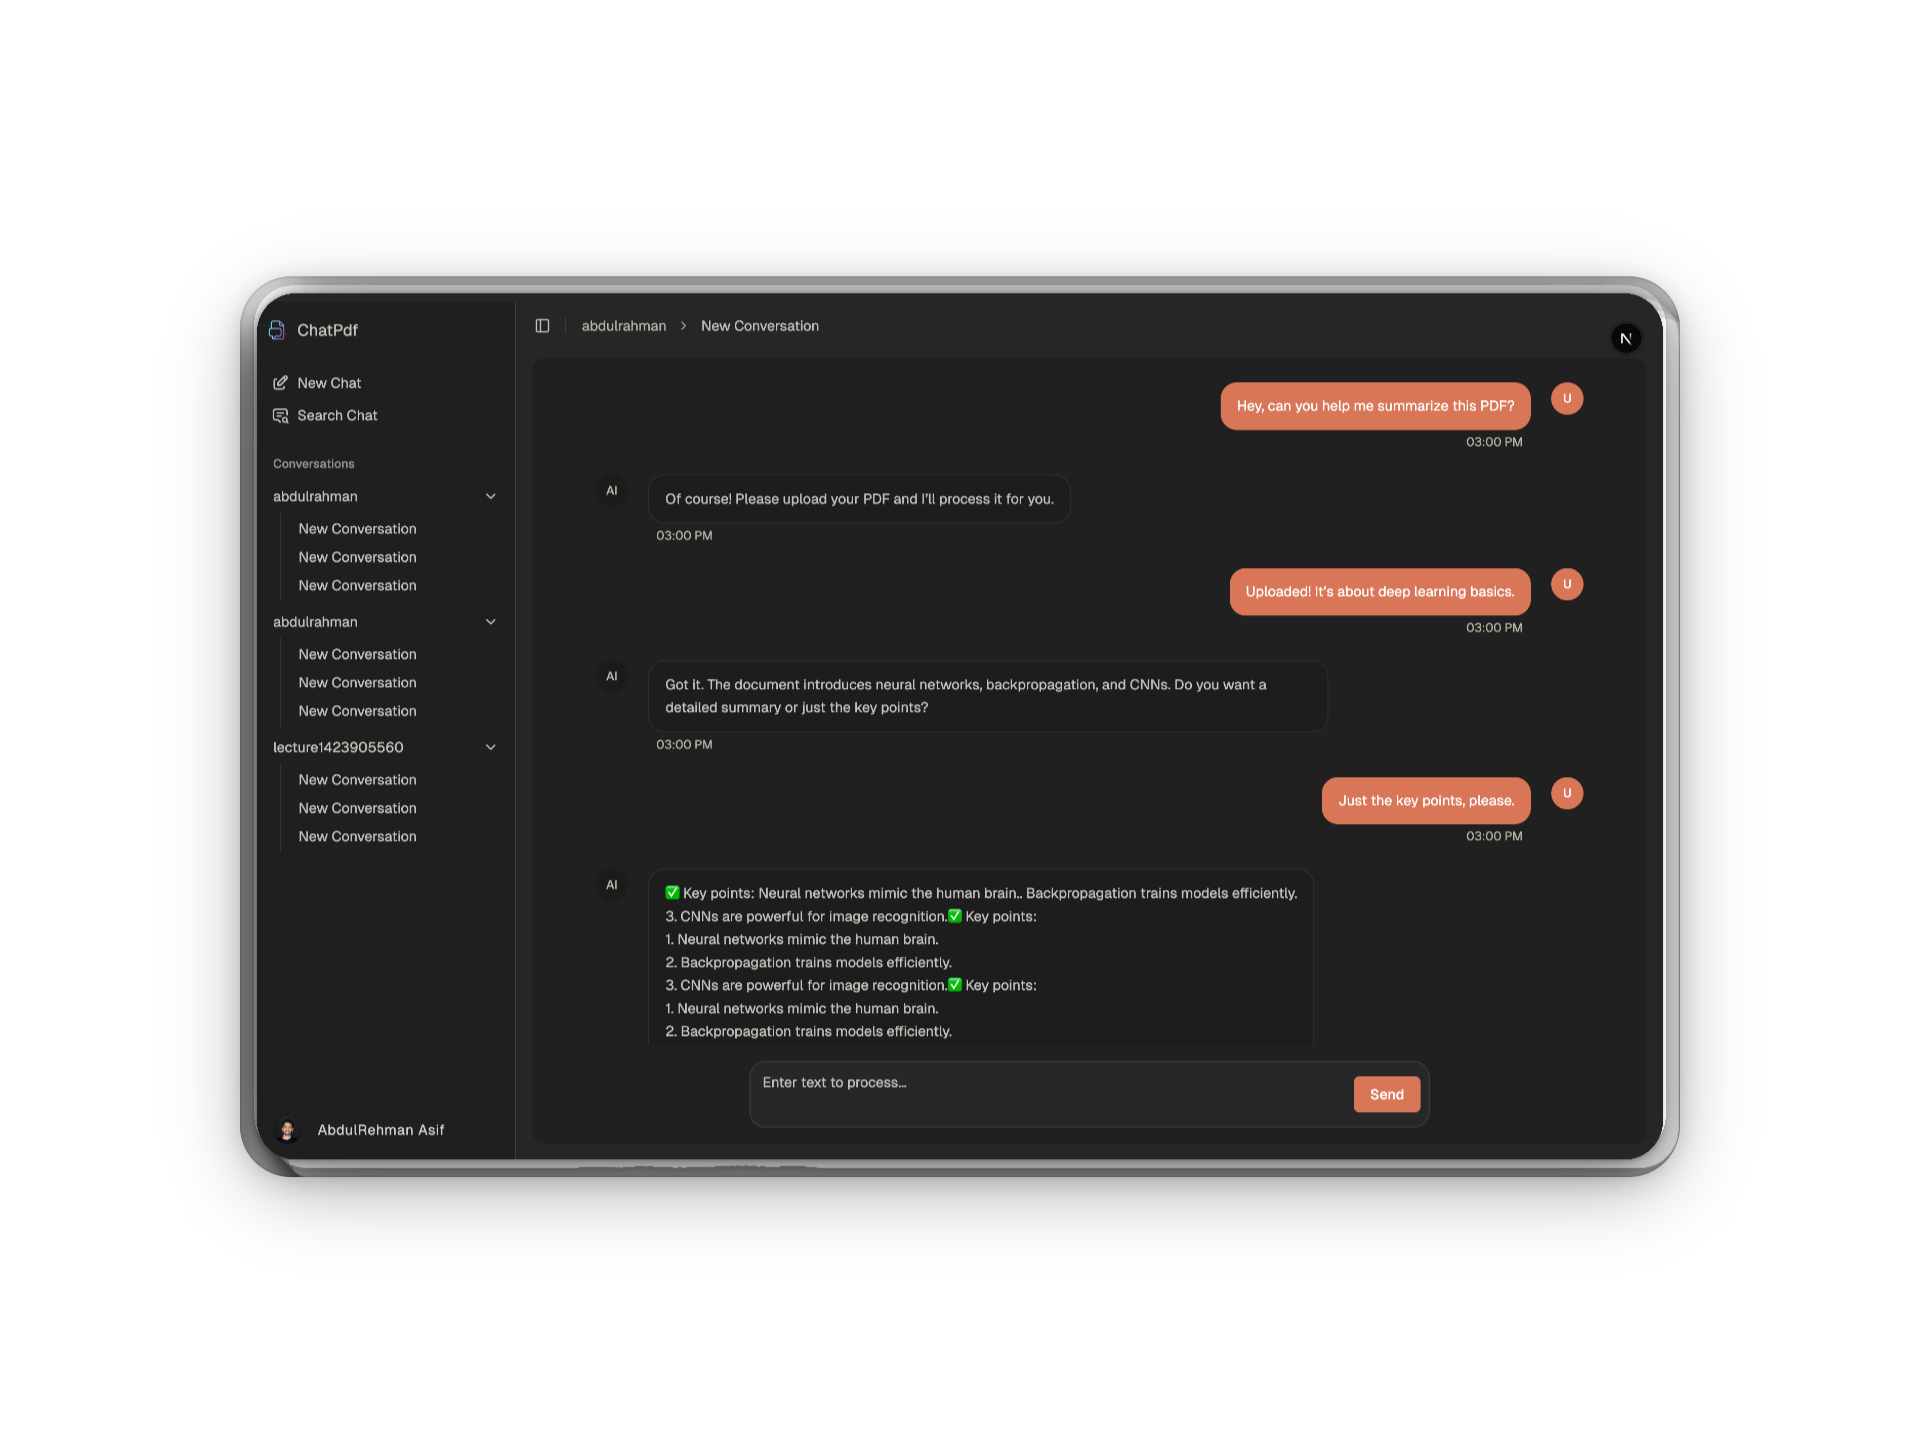 ChatPdf
New Chat
Search Chat
Conversations
abdulrahman
New Conversation
New Conversation
New Conversation
abdulrahman
New Conversation
New Conversation
New Conversation
lecture1423905560
New Conversation
New Conversation
New Conversation
AbdulRehman Asif
abdulrahman > New Conversation
N
Hey, can you help me summarize this PDF?
U
03:00 PM
AI
Of course! Please upload your PDF and I'll process it for you.
03:00 PM
Uploaded! It's about deep learning basics.
U
03:00 PM
AI
Got it. The document introduces neural networks, backpropagation, and CNNs. Do you want a
detailed summary or just the key points?
03:00 PM
Just the key points, please.
U
03:00 PM
AI
✅ Key points: Neural networks mimic the human brain.. Backpropagation trains models efficiently.
3. CNNs are powerful for image recognition.✅ Key points:
1. Neural networks mimic the human brain.
2. Backpropagation trains models efficiently.
3. CNNs are powerful for image recognition.✅ Key points:
1. Neural networks mimic the human brain.
2. Backpropagation trains models efficiently.
Enter text to process...
Send